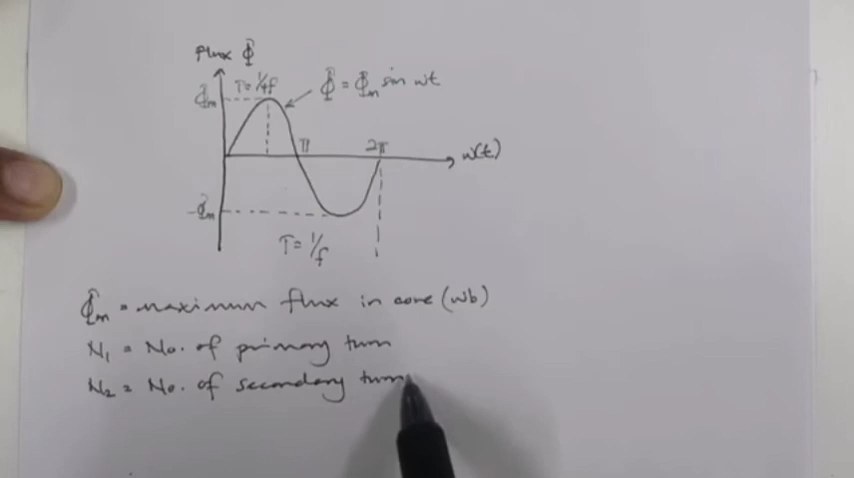 Flux Φ
Φm T=1/4f Φ = Φm sin wt
π 2π w(t)
-Φm
T= 1/f
Φm = maximum flux in core (wb)
N1 = No. of primary turn
N2 = No. of secondary turn